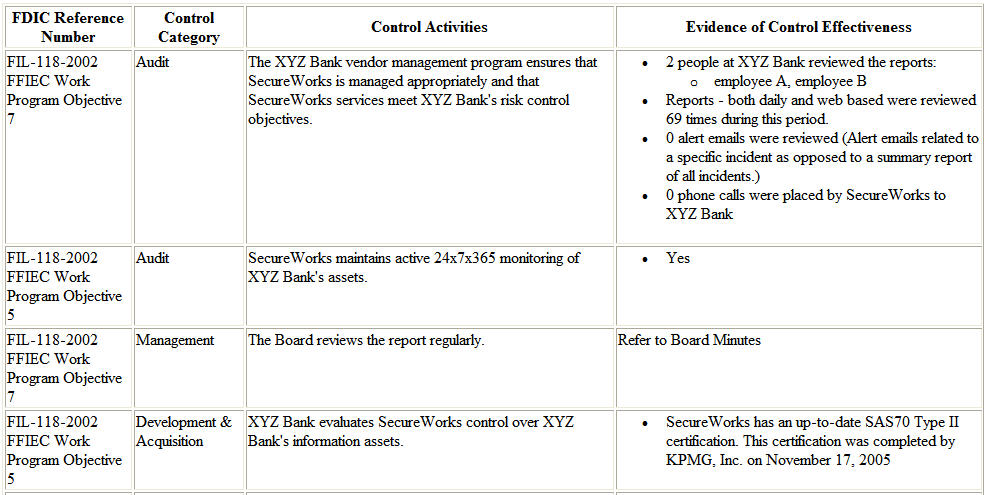 FDIC Reference
Number
Control
Category
Control Activities
Evidence of Control Effectiveness
FIL-118-2002
FFIEC Work
Program Objective
7
Audit
The XYZ Bank vendor management program ensures that
SecureWorks is managed appropriately and that
SecureWorks services meet XYZ Bank's risk control
objectives.
• 2 people at XYZ Bank reviewed the reports:
o employee A, employee B
• Reports - both daily and web based were reviewed
69 times during this period.
• 0 alert emails were reviewed (Alert emails related to
a specific incident as opposed to a summary report
of all incidents.)
• 0 phone calls were placed by SecureWorks to
XYZ Bank
FIL-118-2002
FFIEC Work
Program Objective
5
Audit
SecureWorks maintains active 24x7x365 monitoring of
XYZ Bank's assets.
• Yes
FIL-118-2002
FFIEC Work
Program Objective
7
Management
The Board reviews the report regularly.
Refer to Board Minutes
FIL-118-2002
FFIEC Work
Program Objective
5
Development &
Acquisition
XYZ Bank evaluates SecureWorks control over XYZ
Bank's information assets.
• SecureWorks has an up-to-date SAS70 Type II
certification. This certification was completed by
KPMG, Inc. on November 17, 2005